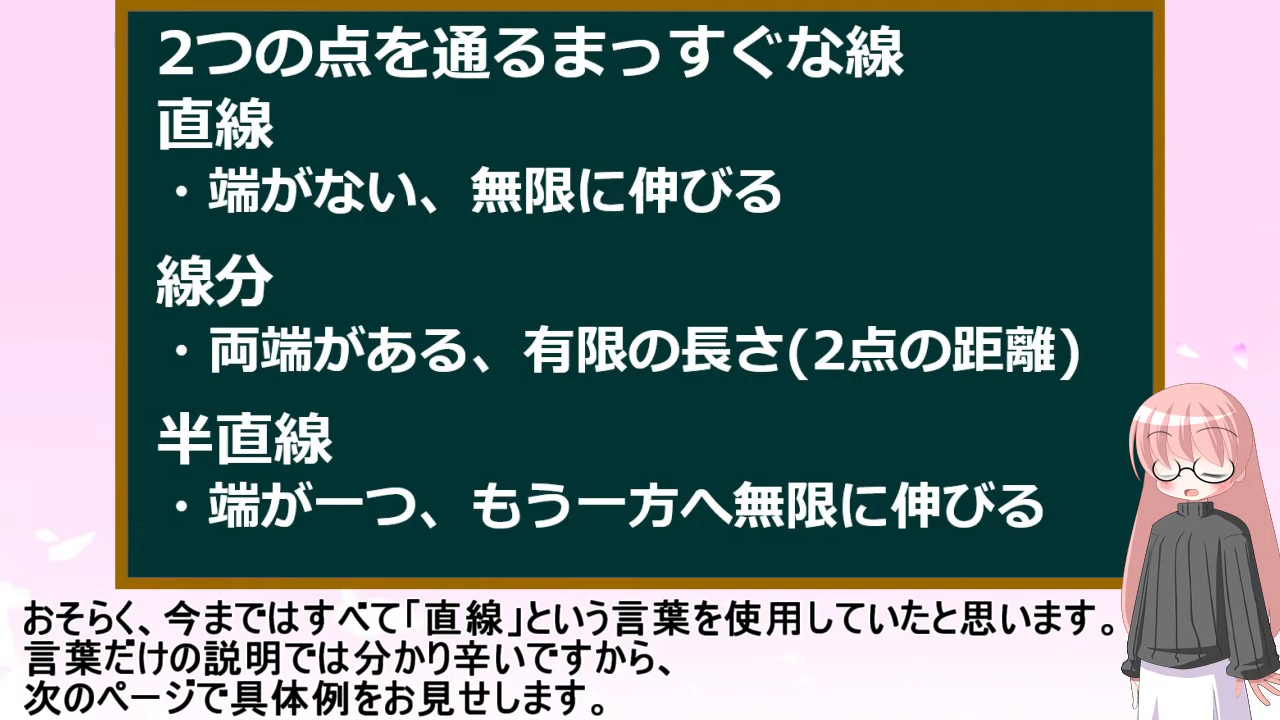 2つの点を通るまっすぐな線
直線
・端がない、無限に伸びる
線分
・両端がある、有限の長さ(2点の距離)
半直線
・端が一つ、もう一方へ無限に伸びる
おそらく、今まではすべて「直線」という言葉を使用していたと思います。
言葉だけの説明では分かり辛いですから、
次のページで具体例をお見せします。